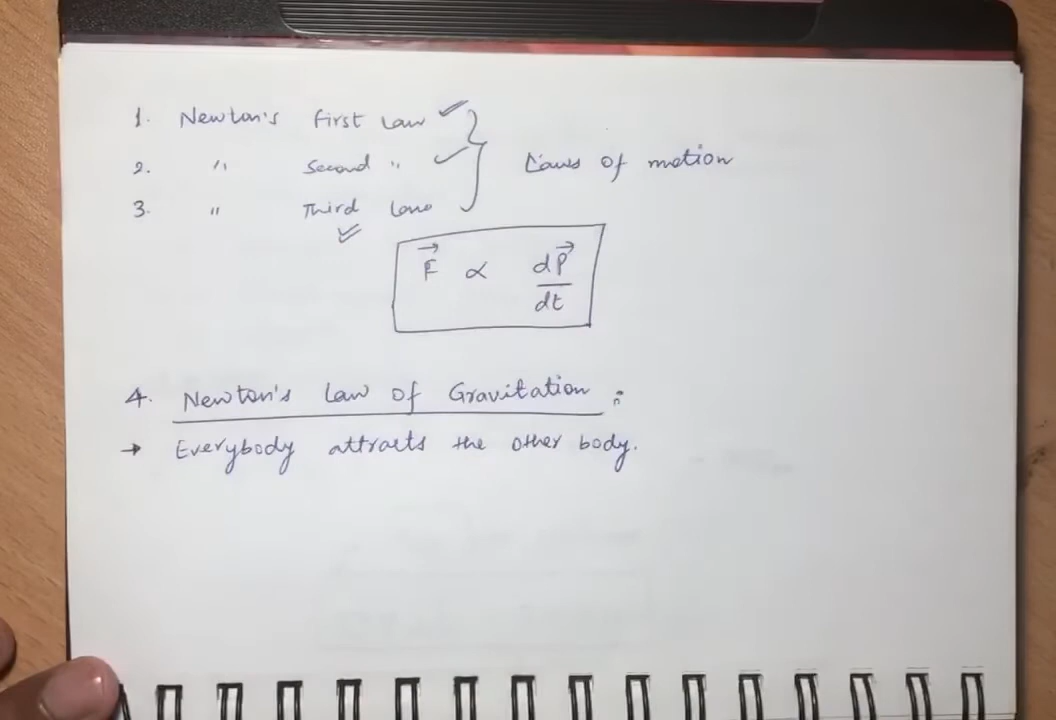 1. Newton's First Law
2. " Second "
3. " Third Law
Laws of motion
F⃗ ∝ dP⃗/dt
4. Newton's Law of Gravitation :
→ Everybody attracts the other body.